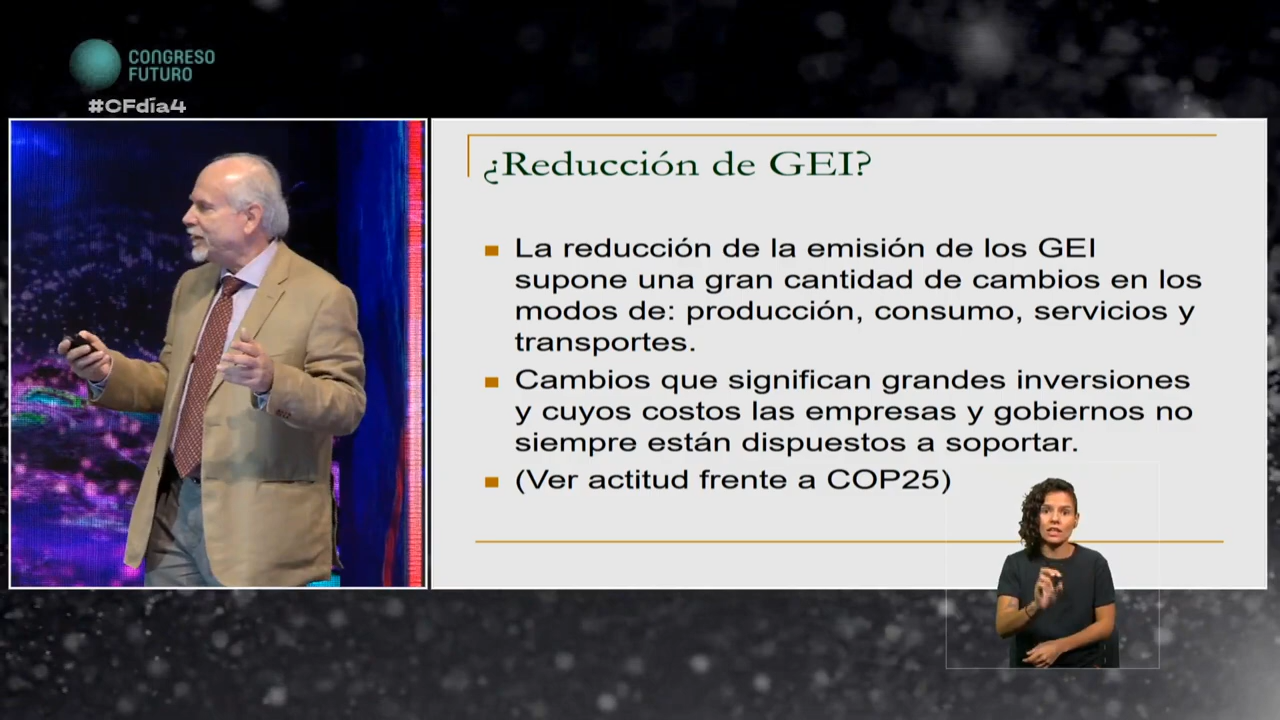 CONGRESO
FUTURO
#CFdía4
¿Reducción de GEI?
La reducción de la emisión de los GEI
supone una gran cantidad de cambios en los
modos de: producción, consumo, servicios y
transportes.
Cambios que significan grandes inversiones
y cuyos costos las empresas y gobiernos no
siempre están dispuestos a soportar.
(Ver actitud frente a COP25)